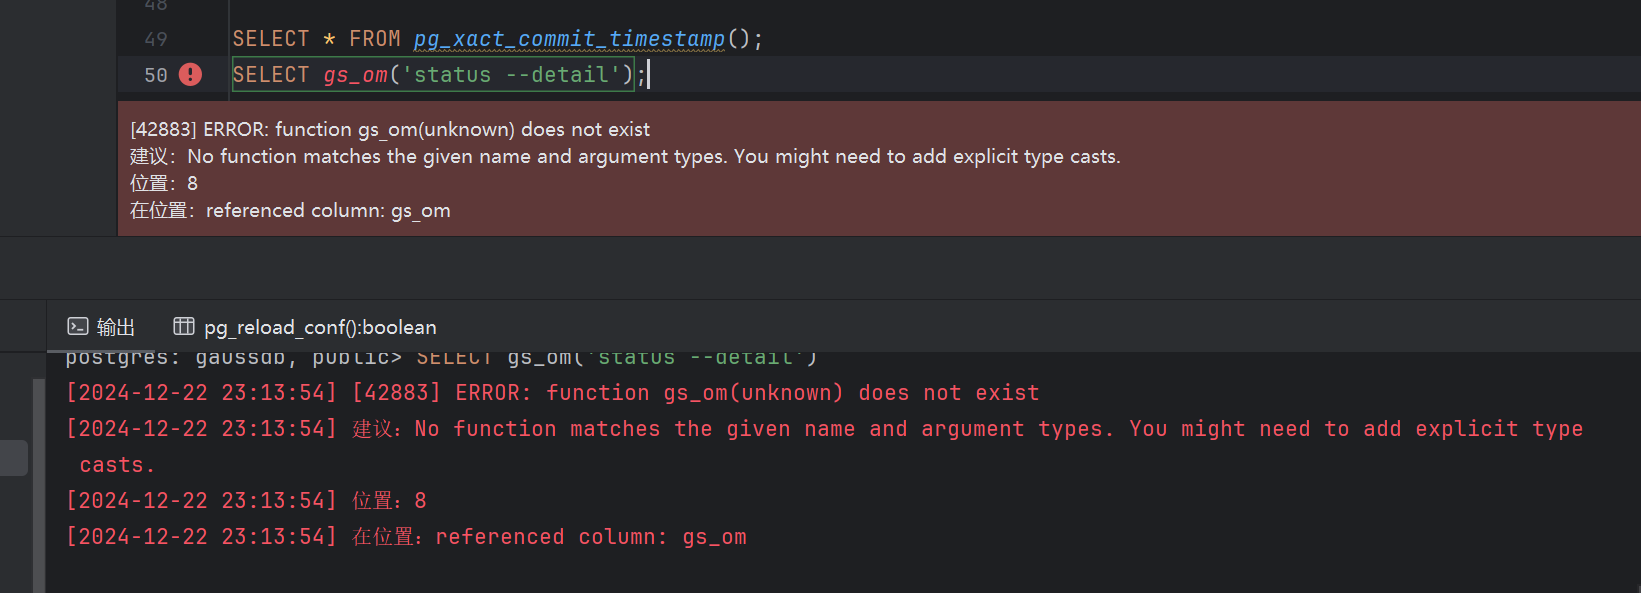 48
49 SELECT * FROM pg_xact_commit_timestamp();
50 SELECT gs_om('status --detail');
[42883] ERROR: function gs_om(unknown) does not exist
建议：No function matches the given name and argument types. You might need to add explicit type casts.
位置：8
在位置：referenced column: gs_om
输出 pg_reload_conf():boolean
postgres: gaussdb, public> SELECT gs_om('status --detail')
[2024-12-22 23:13:54] [42883] ERROR: function gs_om(unknown) does not exist
[2024-12-22 23:13:54] 建议：No function matches the given name and argument types. You might need to add explicit type
casts.
[2024-12-22 23:13:54] 位置：8
[2024-12-22 23:13:54] 在位置：referenced column: gs_om